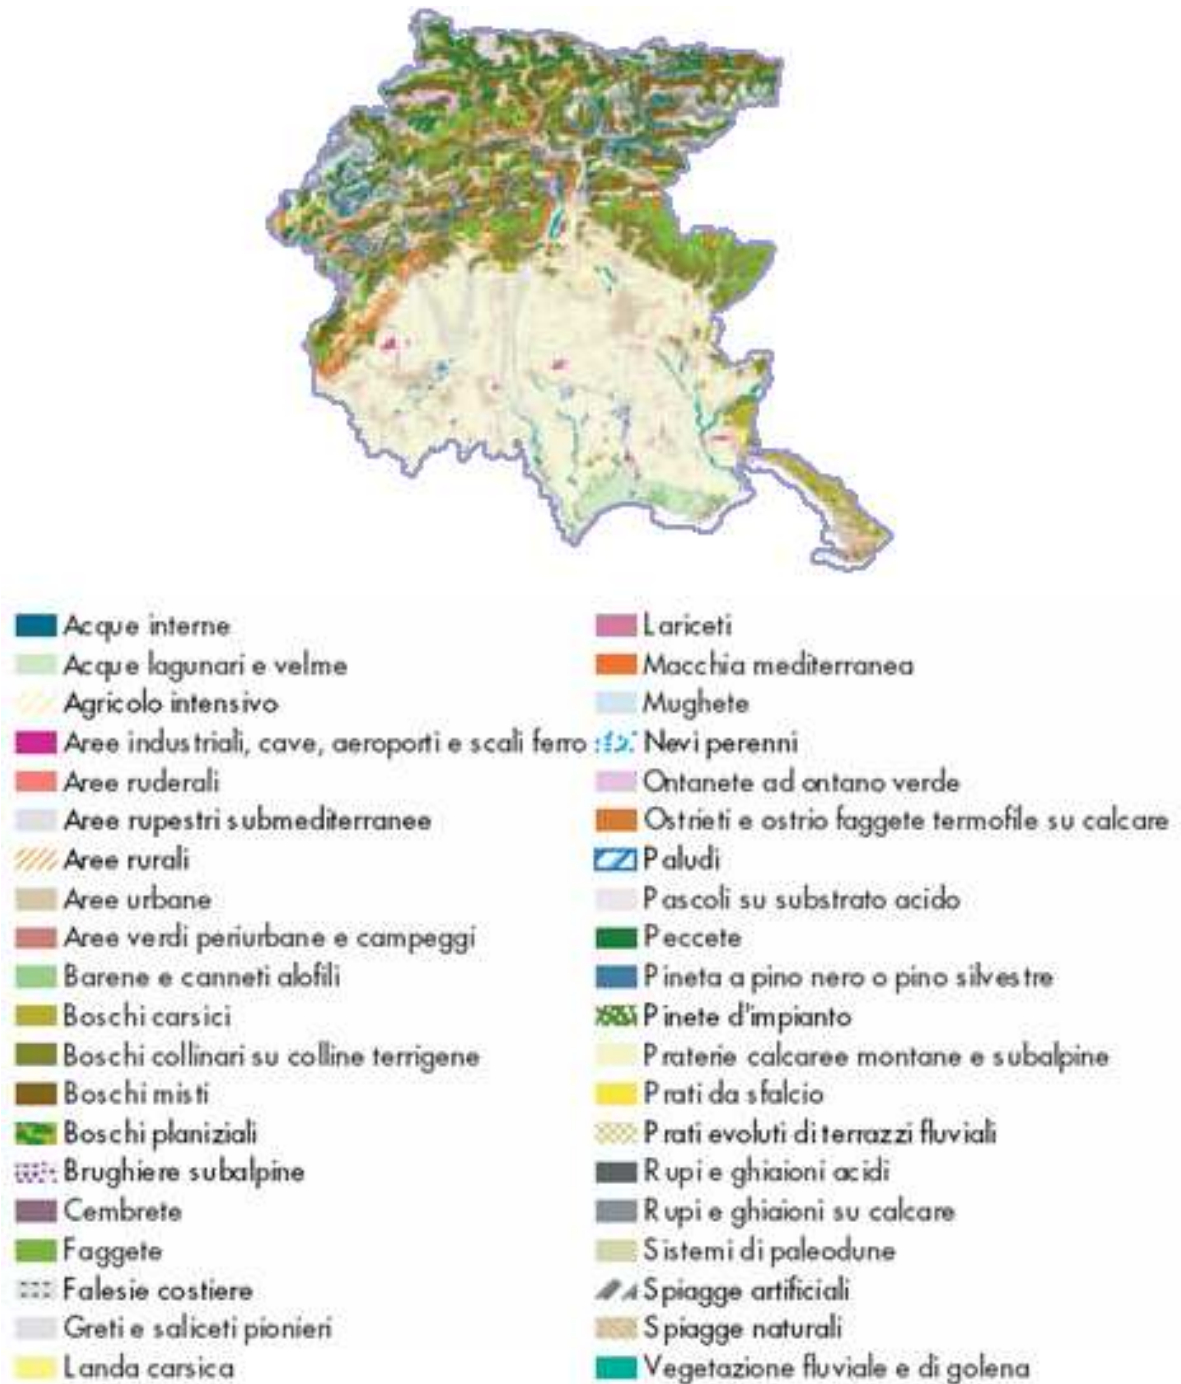 Acque interne
Acque lagunari e velme
Agricolo intensivo
Aree industriali, cave, aeroporti e scali ferro
Aree ruderali
Aree rupestri submediterranee
Aree rurali
Aree urbane
Aree verdi periurbane e campeggi
Barene e canneti alofili
Boschi carsici
Boschi collinari su colline terrigene
Boschi misti
Boschi planiziali
Brughiere subalpine
Cembrete
Faggete
Falesie costiere
Greti e saliceti pionieri
Landa carsica
Lariceti
Macchia mediterranea
Mughete
Nevi perenni
Ontanete ad ontano verde
Ostrieti e ostrio faggete termofile su calcare
Paludi
Pascoli su substrato acido
Peccete
Pineta a pino nero o pino silvestre
Pinete d'impianto
Praterie calcaree montane e subalpine
Prati da sfalcio
Prati evoluti di terrazzi fluviali
Rupi e ghiaioni acidi
Rupi e ghiaioni su calcare
Sistemi di paleodune
Spiagge artificiali
Spiagge naturali
Vegetazione fluviale e di golena